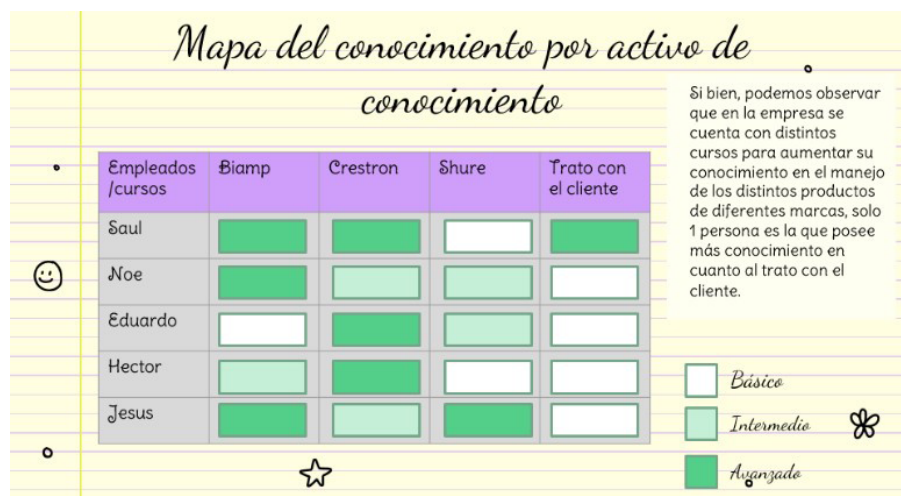 Mapa del conocimiento por activo de
conocimiento
Si bien, podemos observar
que en la empresa se
cuenta con distintos
cursos para aumentar su
conocimiento en el manejo
de los distintos productos
de diferentes marcas, solo
1 persona es la que posee
más conocimiento en
cuanto al trato con el
cliente.
Empleados Biamp Crestron Shure Trato con
/cursos el cliente
Saul
Noe
Eduardo
Hector
Jesus
Básico
Intermedio
Avanzado